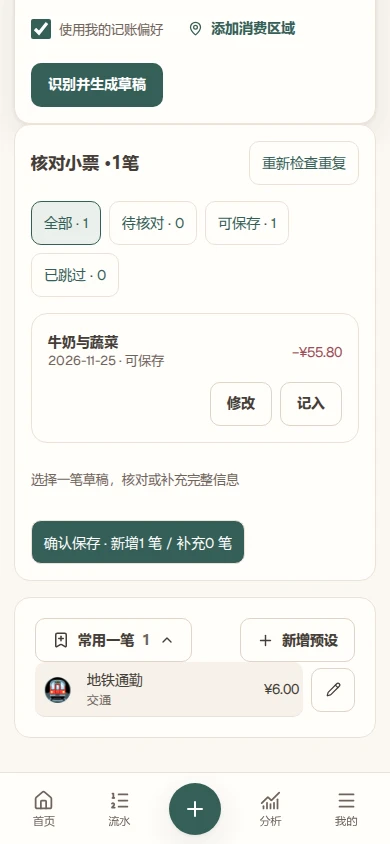 使用我的记账偏好 添加消费区域
识别并生成草稿
核对小票 •1笔 重新检查重复
全部 · 1 待核对 · 0 可保存 · 1
已跳过 · 0
牛奶与蔬菜
2026-11-25 · 可保存 −¥55.80
修改 记入
选择一笔草稿，核对或补充完整信息
确认保存 · 新增1 笔 / 补充0 笔
常用一笔 1 新增预设
地铁通勤 ¥6.00
交通
首页 流水 分析 我的